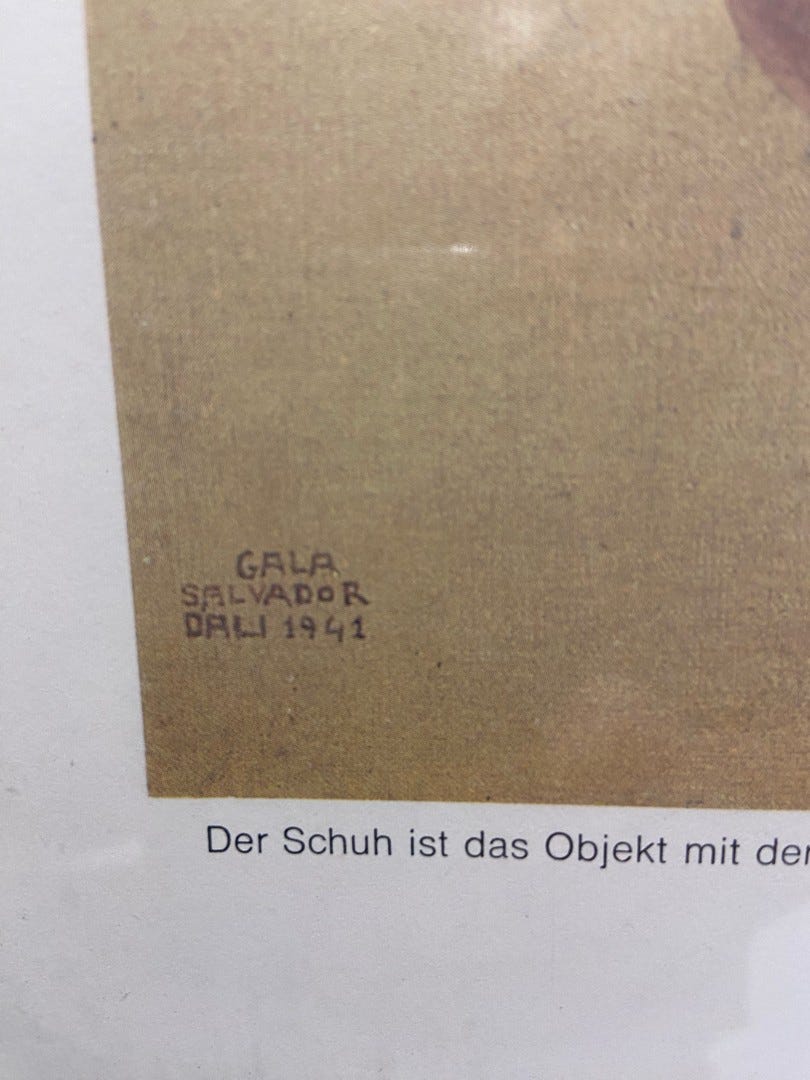 GALA
SALVADOR
DALI 1941
Der Schuh ist das Objekt mit der